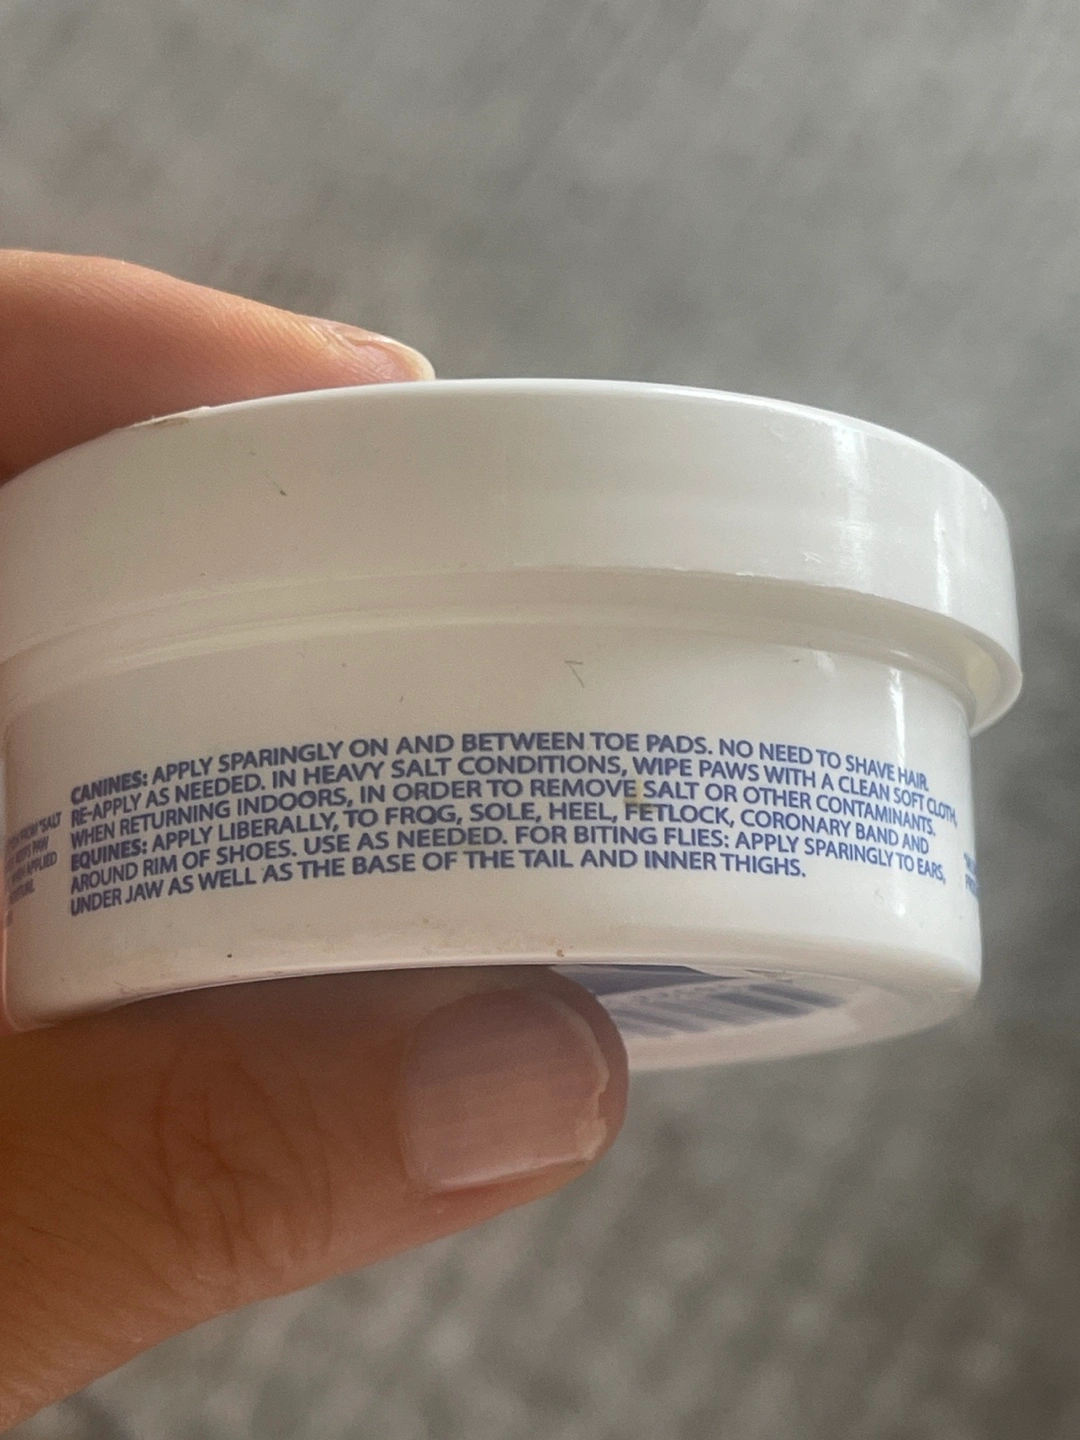 CANINES: APPLY SPARINGLY ON AND BETWEEN TOE PADS. NO NEED TO SHAVE HAIR.
RE-APPLY AS NEEDED. IN HEAVY SALT CONDITIONS, WIPE PAWS WITH A CLEAN SOFT CLOTH,
WHEN RETURNING INDOORS, IN ORDER TO REMOVE SALT OR OTHER CONTAMINANTS.
EQUINES: APPLY LIBERALLY, TO FROG, SOLE, HEEL, FETLOCK, CORONARY BAND AND
AROUND RIM OF SHOES. USE AS NEEDED. FOR BITING FLIES: APPLY SPARINGLY TO EARS,
UNDER JAW AS WELL AS THE BASE OF THE TAIL AND INNER THIGHS.
SALT
PAW
APPLIED